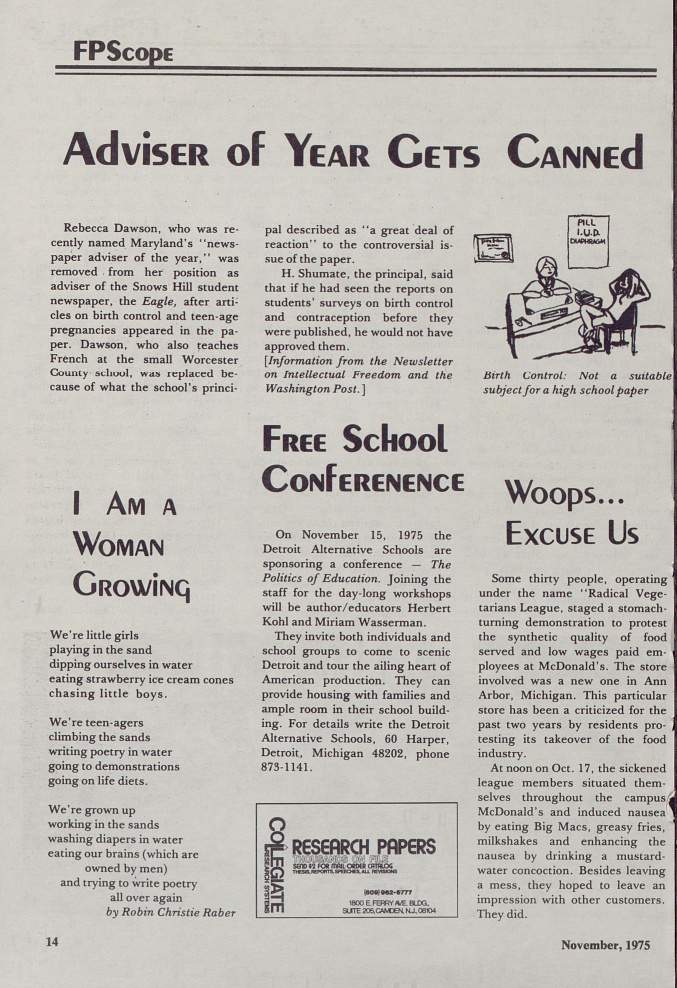 FPScope
Adviser of Year Gets Canned
Rebecca Dawson, who was re-
cently named Maryland's "news-
paper adviser of the year," was
removed from her position as
adviser of the Snows Hill student
newspaper, the Eagle, after arti-
cles on birth control and teen-age
pregnancies appeared in the pa-
per. Dawson, who also teaches
French at the small Worcester
County school, was replaced be-
cause of what the school's princi-
pal described as "a great deal of
reaction" to the controversial is-
sue of the paper.
H. Shumate, the principal, said
that if he had seen the reports on
students' surveys on birth control
and contraception before they
were published, he would not have
approved them.
[Information from the Newsletter
on Intellectual Freedom and the
Washington Post.]
PILL
I.U.D.
DIAPHRAGM
Birth Control: Not a suitable
subject for a high school paper
I Am a
Woman
Growing
We're little girls
playing in the sand
dipping ourselves in water
eating strawberry ice cream cones
chasing little boys.
We're teen-agers
climbing the sands
writing poetry in water
going to demonstrations
going on life diets.
We're grown up
working in the sands
washing diapers in water
eating our brains (which are
owned by men)
and trying to write poetry
all over again
by Robin Christie Raber
Free School
Conferenence
On November 15, 1975 the
Detroit Alternative Schools are
sponsoring a conference — The
Politics of Education. Joining the
staff for the day-long workshops
will be author/educators Herbert
Kohl and Miriam Wasserman.
They invite both individuals and
school groups to come to scenic
Detroit and tour the ailing heart of
American production. They can
provide housing with families and
ample room in their school build-
ing. For details write the Detroit
Alternative Schools, 60 Harper,
Detroit, Michigan 48202, phone
873-1141.
COLLEGIATE
RESEARCH SYSTEMS
RESEARCH PAPERS
THOUSANDS ON FILE
SEND $2 FOR MAIL ORDER CATALOG
THESIS, REPORTS, SPEECHES, ALL REVISIONS
(609) 962-6777
1800 E. FERRY AVE. BLDG.,
SUITE 205, CAMDEN, N.J., 08104
Woops...
Excuse Us
Some thirty people, operating
under the name "Radical Vege-
tarians League, staged a stomach-
turning demonstration to protest
the synthetic quality of food
served and low wages paid em-
ployees at McDonald's. The store
involved was a new one in Ann
Arbor, Michigan. This particular
store has been a criticized for the
past two years by residents pro-
testing its takeover of the food
industry.
At noon on Oct. 17, the sickened
league members situated them-
selves throughout the campus
McDonald's and induced nausea
by eating Big Macs, greasy fries,
milkshakes and enhancing the
nausea by drinking a mustard-
water concoction. Besides leaving
a mess, they hoped to leave an
impression with other customers.
They did.
14
November, 1975